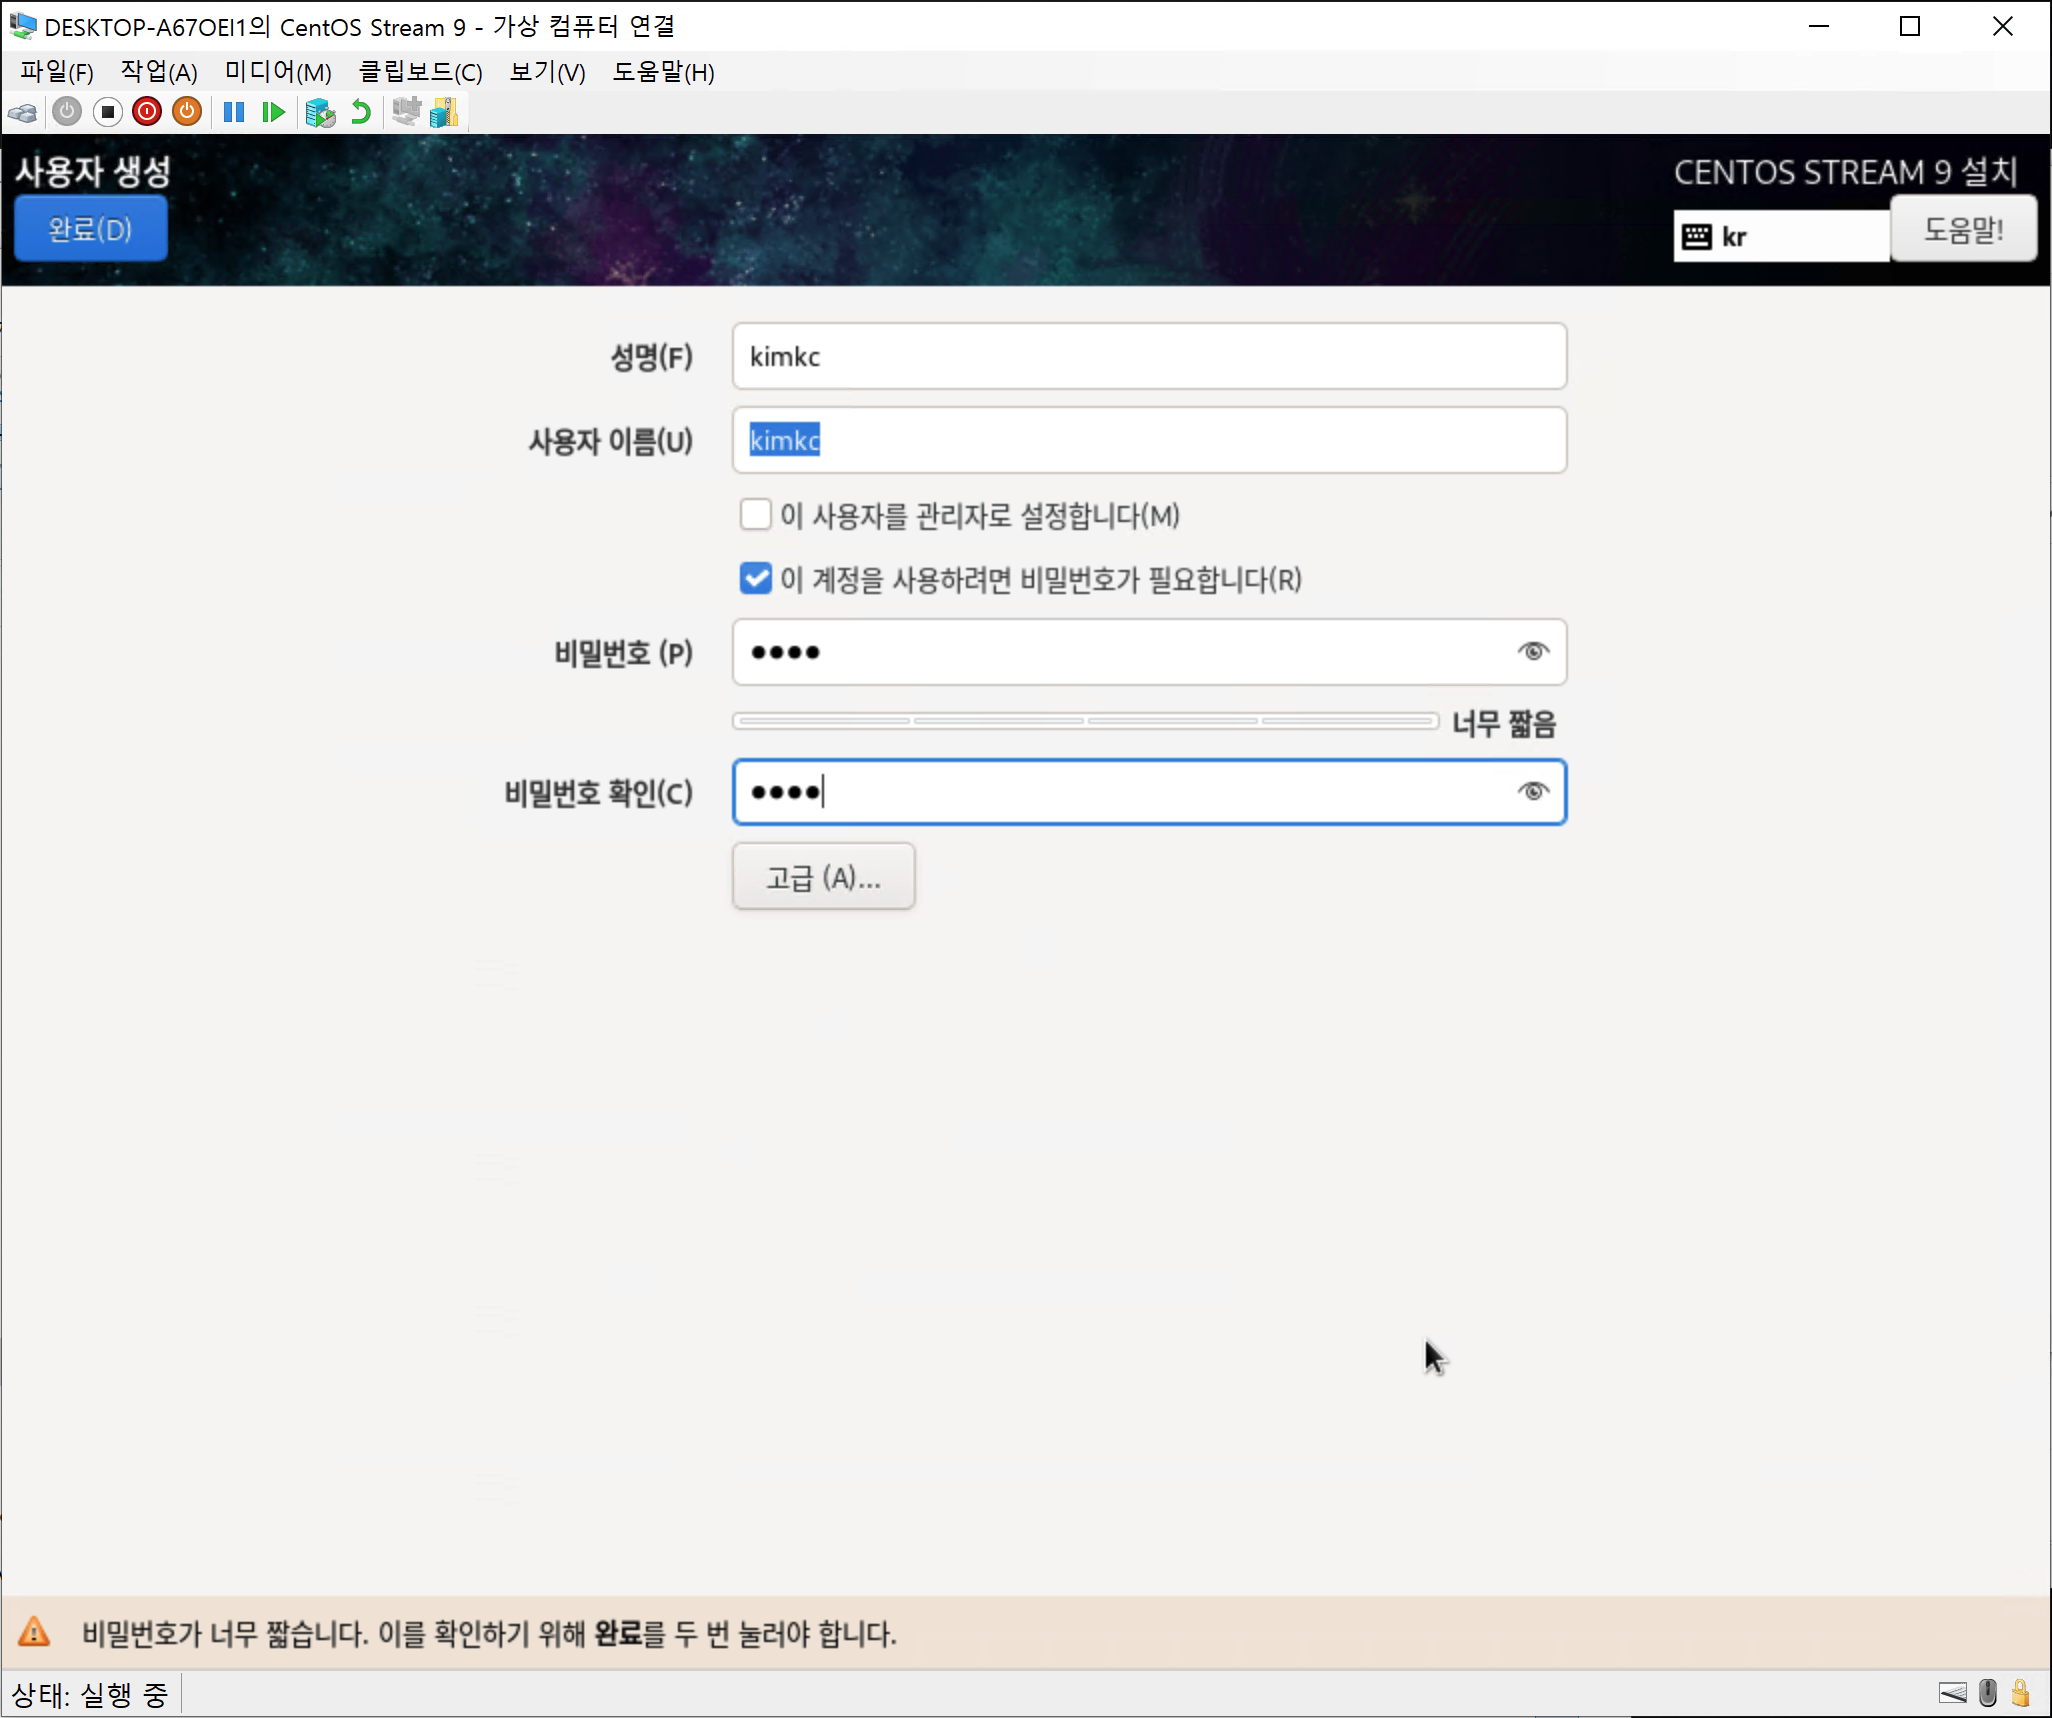 DESKTOP-A67OEI1의 CentOS Stream 9 - 가상 컴퓨터 연결
파일(F) 작업(A) 미디어(M) 클립보드(C) 보기(V) 도움말(H)
사용자 생성
CENTOS STREAM 9 설치
완료(D)
kr
도움말!
성명(F) kimkc
사용자 이름(U) kimkc
이 사용자를 관리자로 설정합니다(M)
이 계정을 사용하려면 비밀번호가 필요합니다(R)
비밀번호 (P) ●●●●
너무 짧음
비밀번호 확인(C) ●●●●
고급 (A)...
비밀번호가 너무 짧습니다. 이를 확인하기 위해 완료를 두 번 눌러야 합니다.
상태: 실행 중